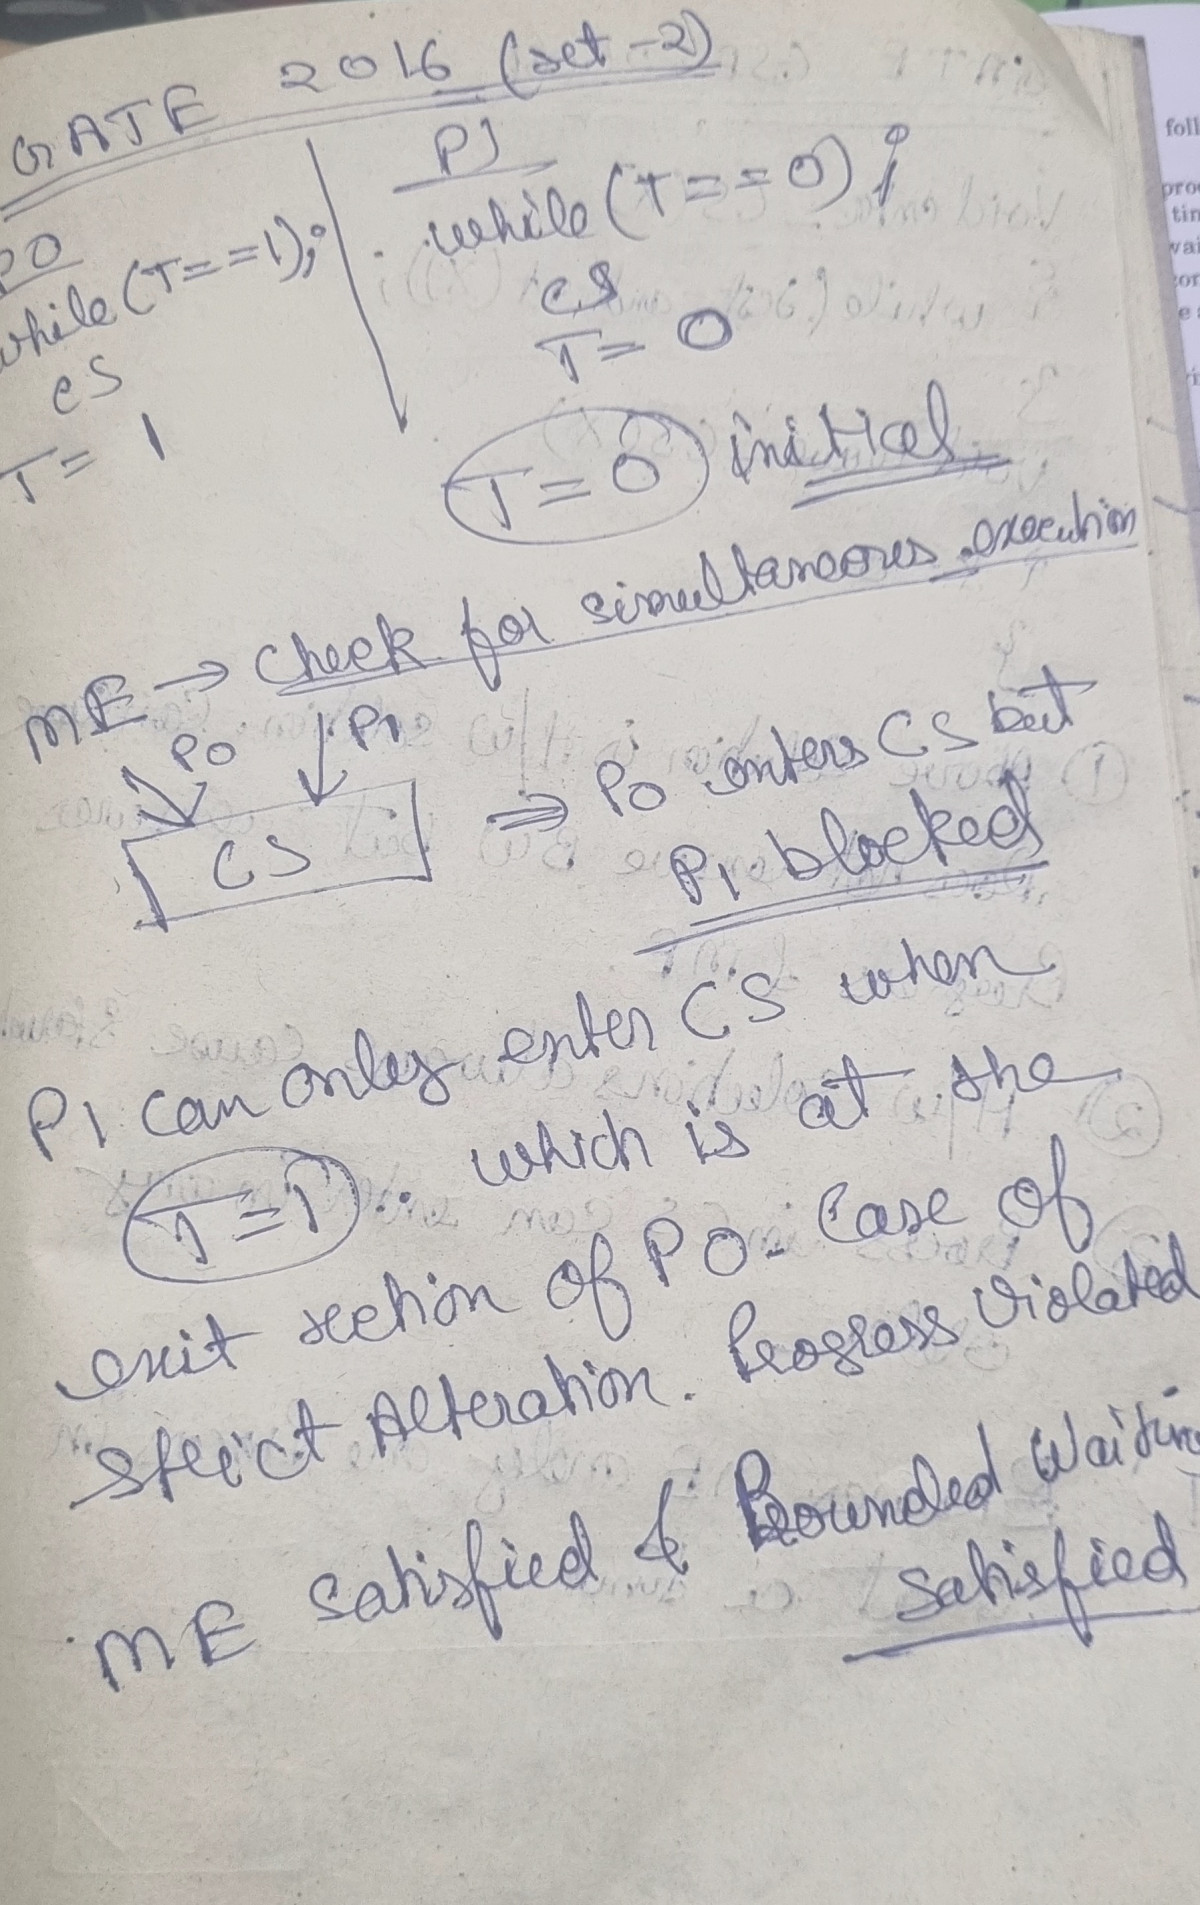 GATE 2016 (set-2)
P0
while(T==1);
CS
T=1
P1
while(T==0);
CS
T=0
T=0 initial
ME → Check for simultaneous execution
P0 P1
CS
⇒ P0 enters CS but
P1 blocked
P1 can only enter CS when
T=1. which is at the
exit section of P0. Case of
strict Alteration. Progress violated
ME satisfied & Bounded Waiting
satisfied
foll
proc
tin
wai
cor
e